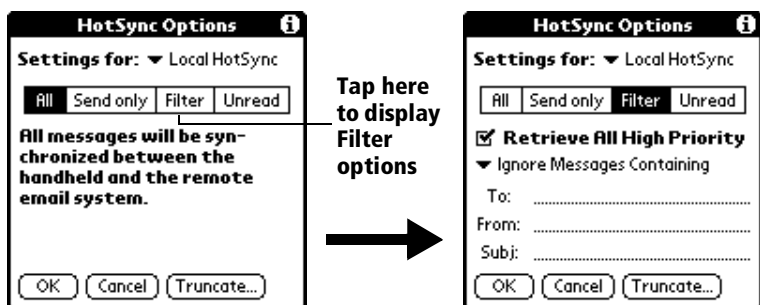 HotSync Options
Settings for: Local HotSync
All Send only Filter Unread
All messages will be syn-
chronized between the
handheld and the remote
email system.
OK Cancel Truncate...
Tap here
to display
Filter
options
HotSync Options
Settings for: Local HotSync
All Send only Filter Unread
Retrieve All High Priority
Ignore Messages Containing
To:
From:
Subj:
OK Cancel Truncate...